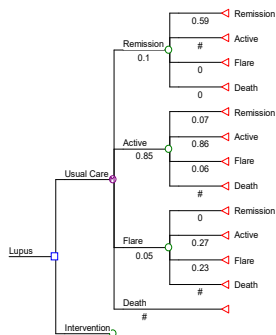 Remission
0.59
Active
#
Remission
0.1
Flare
0
Death
0
Remission
0.07
Active
0.86
Active
0.85
Flare
0.06
Death
#
Usual Care
Remission
0
Active
0.27
Flare
0.05
Flare
0.23
Death
#
Lupus
Death
#
Intervention